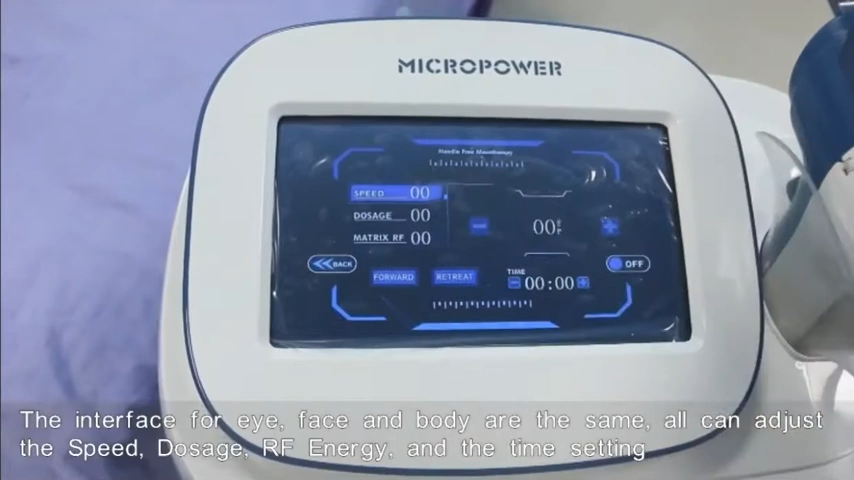 MICROPOWER
Needle Free Mesotherapy
SPEED 00
DOSAGE 00
MATRIX RF 00
00
BACK
OFF
FORWARD
RETREAT
TIME
00:00
The interface for eye, face and body are the same, all can adjust
the Speed, Dosage, RF Energy, and the time setting